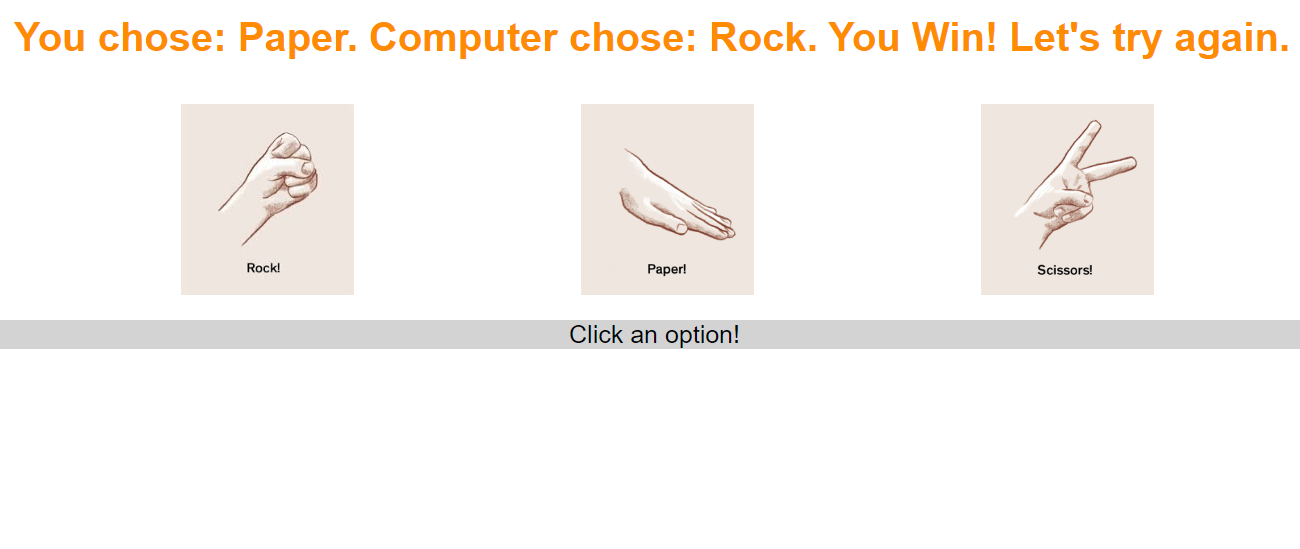 You chose: Paper. Computer chose: Rock. You Win! Let's try again.
Rock!
Paper!
Scissors!
Click an option!